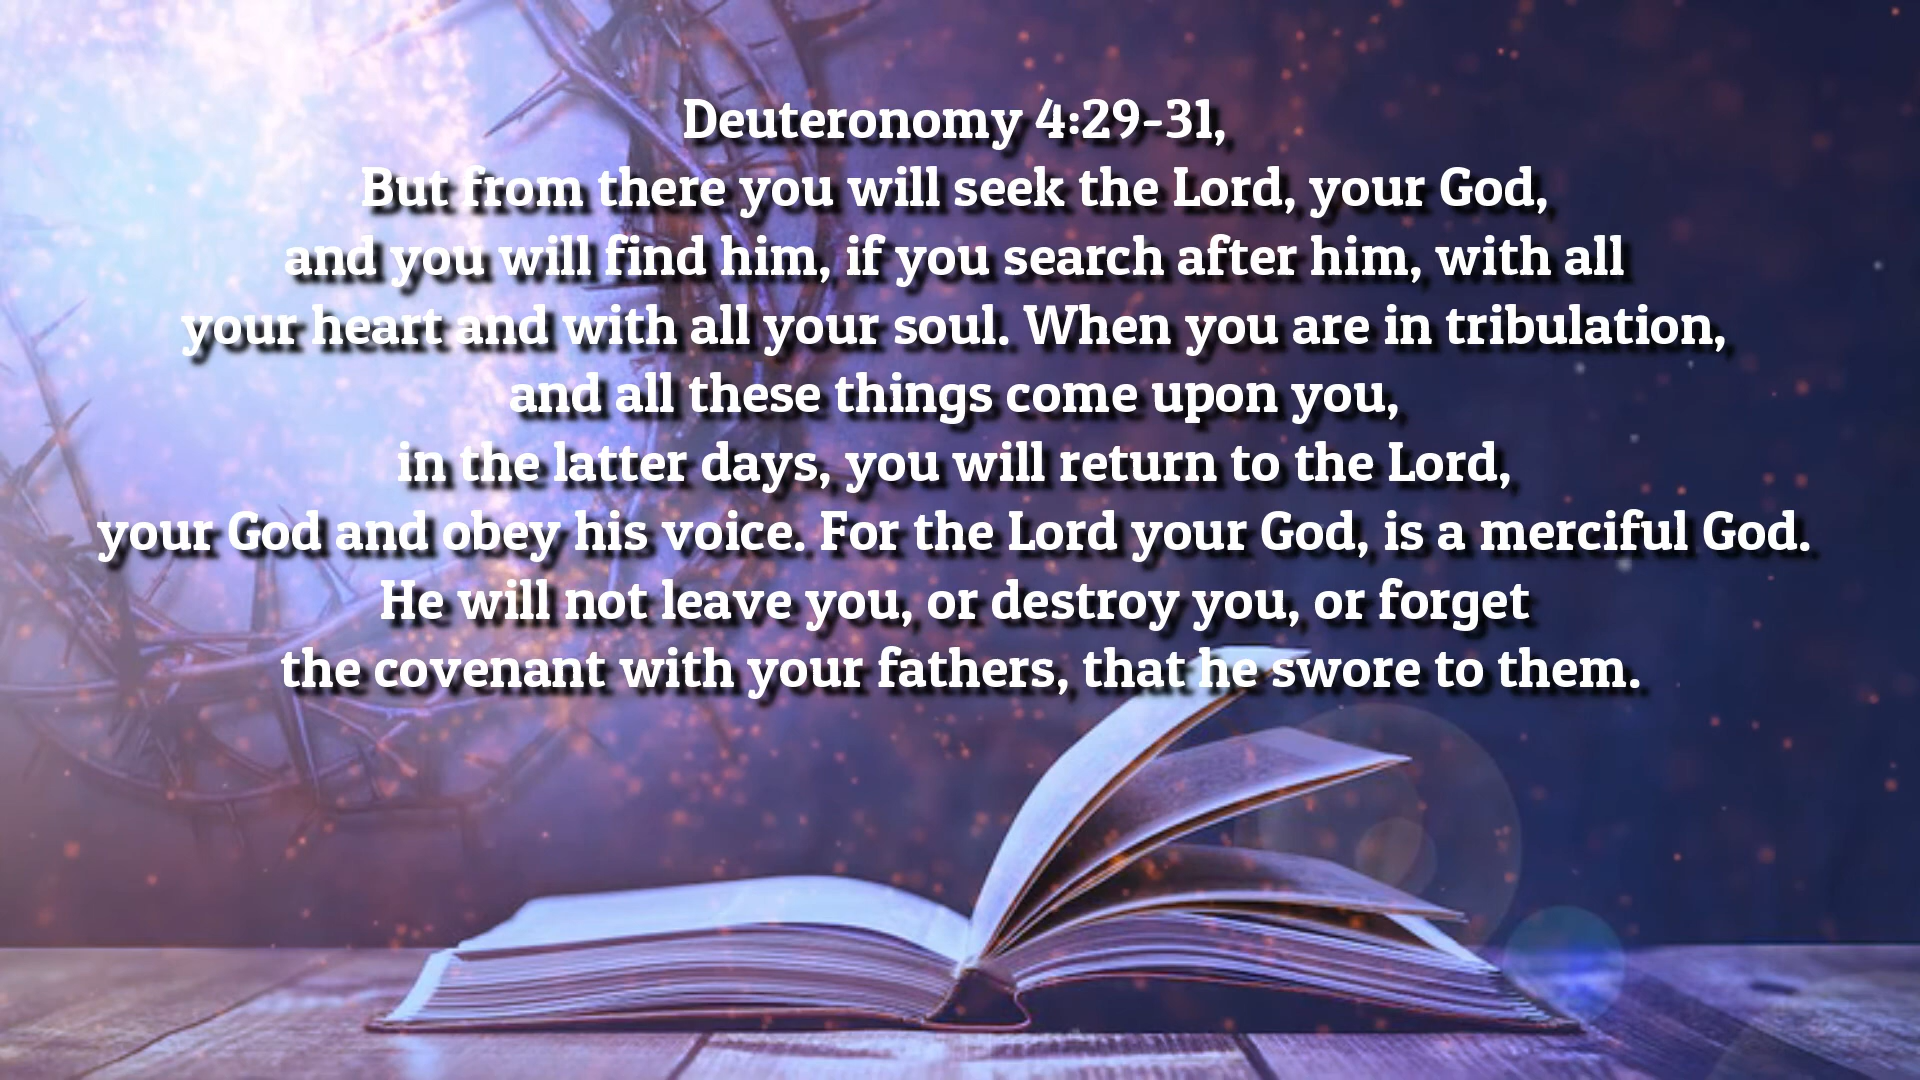 Deuteronomy 4:29-31,
But from there you will seek the Lord, your God,
and you will find him, if you search after him, with all
your heart and with all your soul. When you are in tribulation,
and all these things come upon you,
in the latter days, you will return to the Lord,
your God and obey his voice. For the Lord your God, is a merciful God.
He will not leave you, or destroy you, or forget
the covenant with your fathers, that he swore to them.